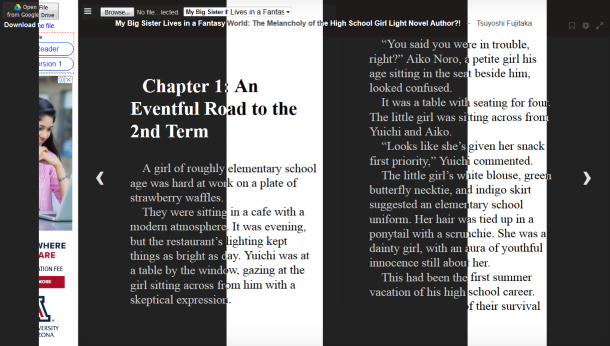 Open File
from Google Drive
Download the file
Reader
Version 1
WHERE
ARE
ATION FEE
N MORE
VERSITY
ZONA
Browse... No file selected. My Big Sister Lives in a Fantas
My Big Sister Lives in a Fantasy World: The Melancholy of the High School Girl Light Novel Author?! - Tsuyoshi Fujitaka
Chapter 1: An
Eventful Road to the
2nd Term
A girl of roughly elementary school
age was hard at work on a plate of
strawberry waffles.
They were sitting in a cafe with a
modern atmosphere. It was evening,
but the restaurant's lighting kept
things as bright as day. Yuichi was at
a table by the window, gazing at the
girl sitting across from him with a
skeptical expression.
“You said you were in trouble,
right?” Aiko Noro, a petite girl his
age sitting in the seat beside him,
looked confused.
It was a table with seating for four.
The little girl was sitting across from
Yuichi and Aiko.
“Looks like she's given her snack
first priority,” Yuichi commented.
The little girl's white blouse, green
butterfly necktie, and indigo skirt
suggested an elementary school
uniform. Her hair was tied up in a
ponytail with a scrunchie. She was a
dainty girl, with an aura of youthful
innocence still about her.
This had been the first summer
vacation of his high school career.
of their survival